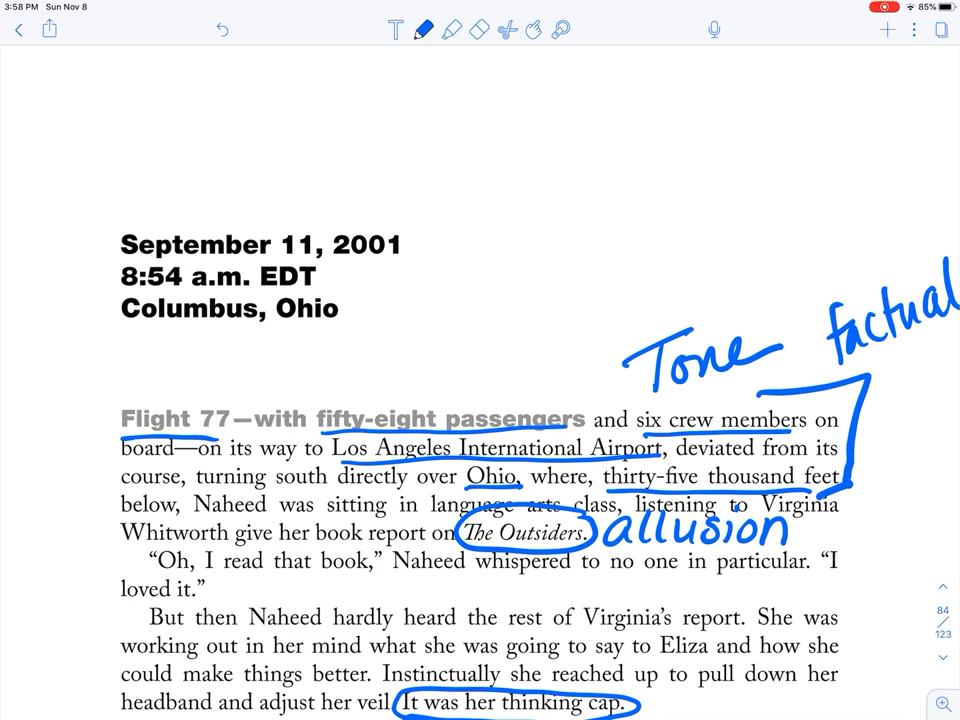 3:58 PM Sun Nov 8
85%
T
September 11, 2001
8:54 a.m. EDT
Columbus, Ohio
Tone factual
Flight 77—with fifty-eight passengers and six crew members on
board—on its way to Los Angeles International Airport, deviated from its
course, turning south directly over Ohio, where, thirty-five thousand feet
below, Naheed was sitting in language arts class, listening to Virginia
Whitworth give her book report on The Outsiders. allusion
“Oh, I read that book,” Naheed whispered to no one in particular. “I
loved it.”
But then Naheed hardly heard the rest of Virginia’s report. She was
84
working out in her mind what she was going to say to Eliza and how she
123
could make things better. Instinctually she reached up to pull down her
headband and adjust her veil. It was her thinking cap.